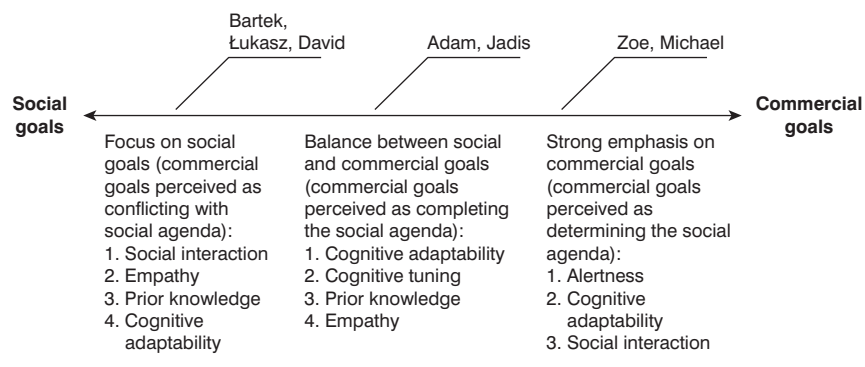 Bartek,
Łukasz, David
Adam, Jadis
Zoe, Michael
Social
goals
Commercial
goals
Focus on social
goals (commercial
goals perceived as
conflicting with
social agenda):
1. Social interaction
2. Empathy
3. Prior knowledge
4. Cognitive
adaptability
Balance between social
and commercial goals
(commercial goals
perceived as completing
the social agenda):
1. Cognitive adaptability
2. Cognitive tuning
3. Prior knowledge
4. Empathy
Strong emphasis on
commercial goals
(commercial goals
perceived as
determining the social
agenda):
1. Alertness
2. Cognitive
adaptability
3. Social interaction